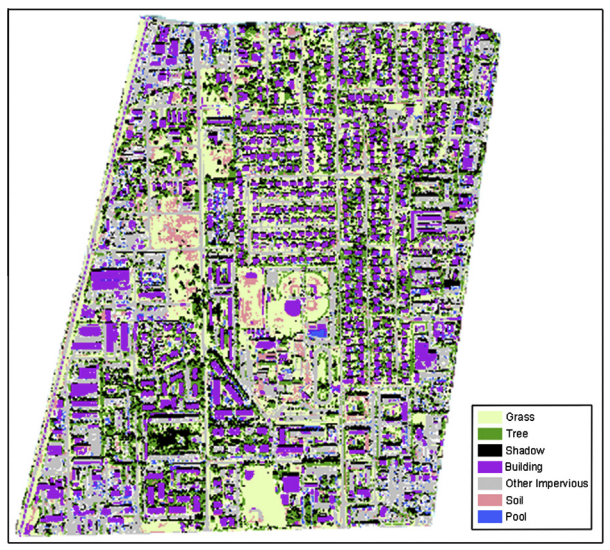 Grass
Tree
Shadow
Building
Other Impervious
Soil
Pool